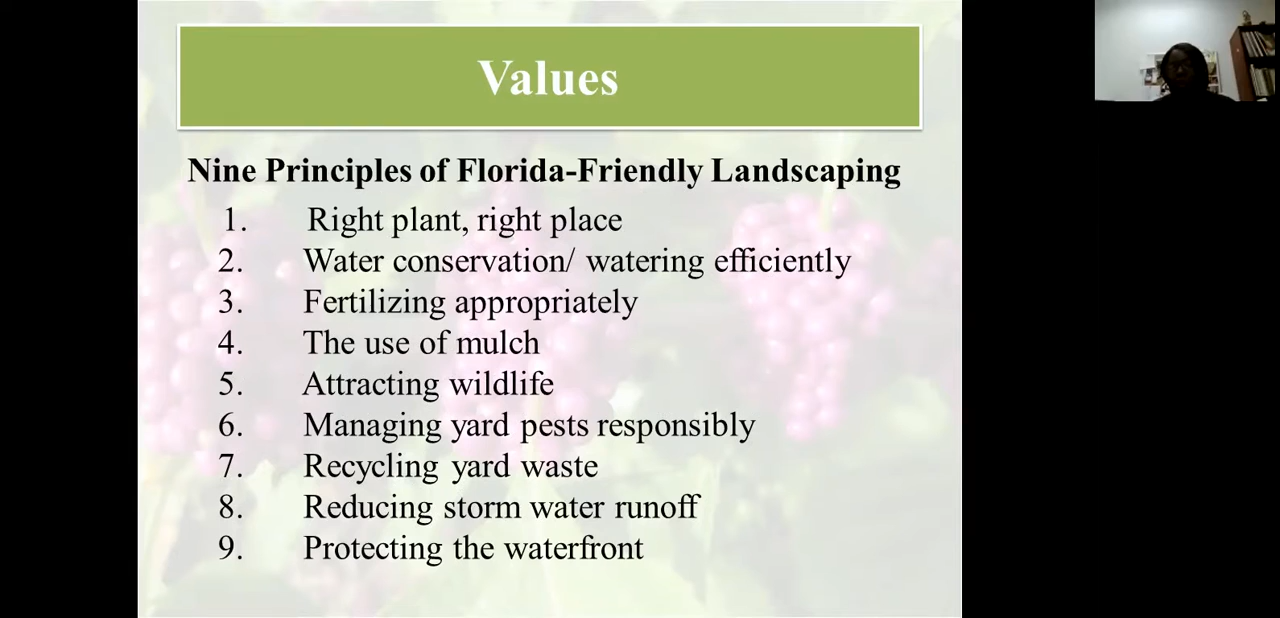 Values
Nine Principles of Florida-Friendly Landscaping
1. Right plant, right place
2. Water conservation/ watering efficiently
3. Fertilizing appropriately
4. The use of mulch
5. Attracting wildlife
6. Managing yard pests responsibly
7. Recycling yard waste
8. Reducing storm water runoff
9. Protecting the waterfront